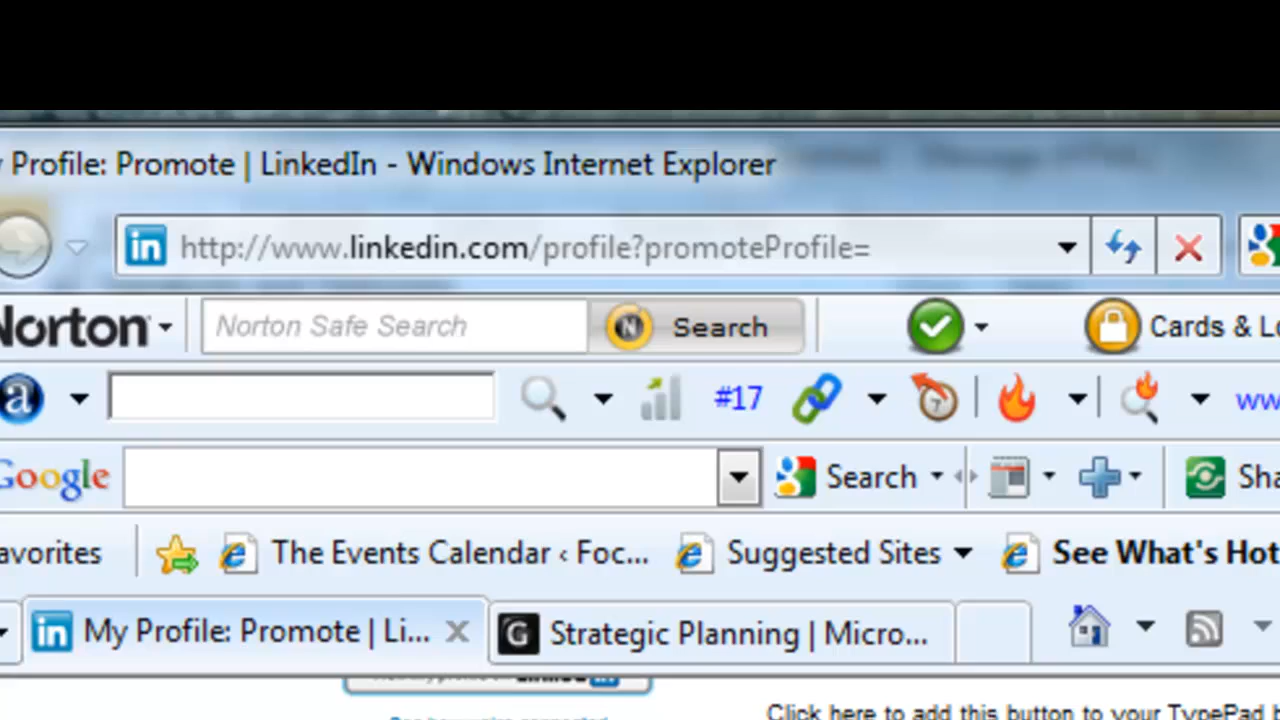 Profile: Promote | LinkedIn - Windows Internet Explorer
http://www.linkedin.com/profile?promoteProfile=
Norton Norton Safe Search Search Cards & Lo
a #17 ww
Google Search Sha
avorites The Events Calendar ‹ Foc... Suggested Sites See What's Hot
My Profile: Promote | Li... G Strategic Planning | Micro...
Click here to add this button to your TypePad b